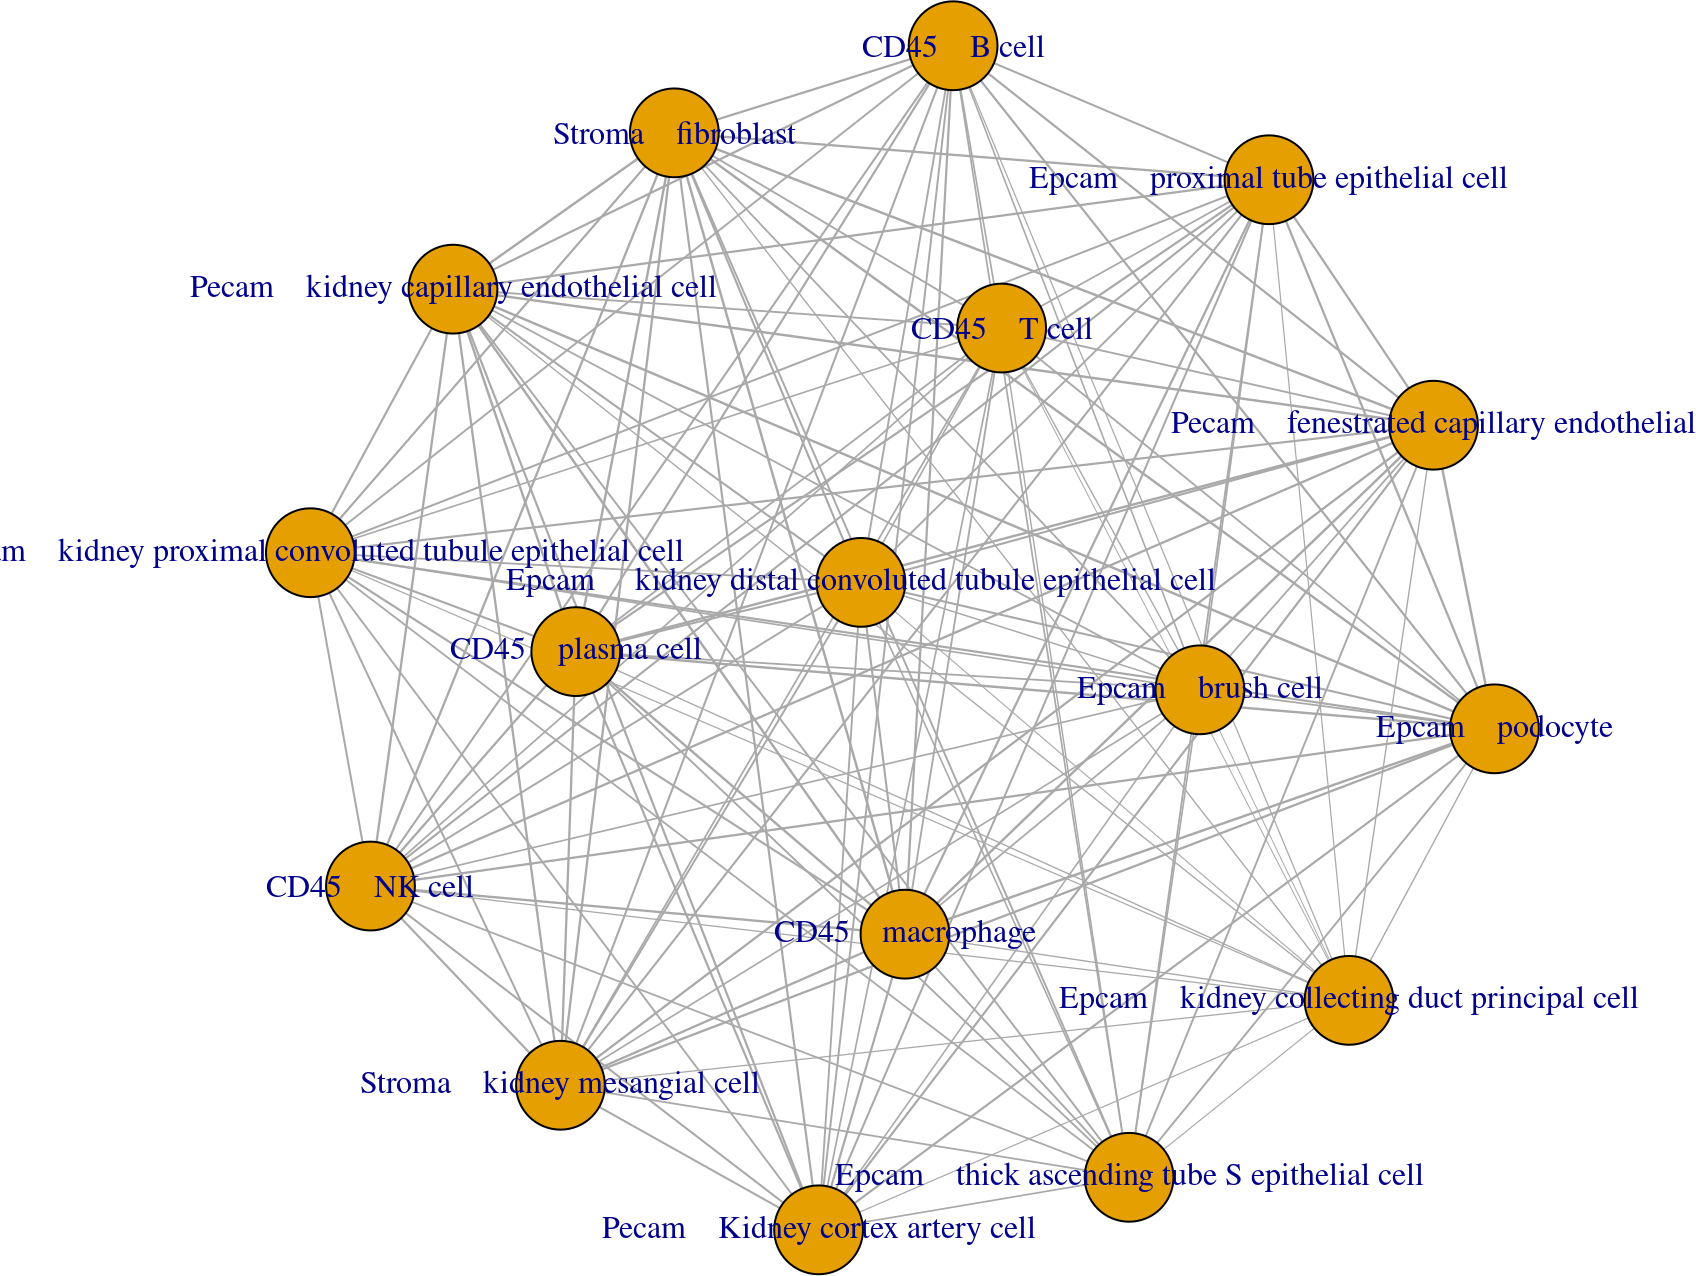 CD45 B cell
Stroma fibroblast
Epcam proximal tube epithelial cell
Pecam kidney capillary endothelial cell
CD45 T cell
Pecam fenestrated capillary endothelial
am kidney proximal convoluted tubule epithelial cell
Epcam kidney distal convoluted tubule epithelial cell
CD45 plasma cell
Epcam brush cell
Epcam podocyte
CD45 NK cell
CD45 macrophage
Epcam kidney collecting duct principal cell
Stroma kidney mesangial cell
Epcam thick ascending tube S epithelial cell
Pecam Kidney cortex artery cell